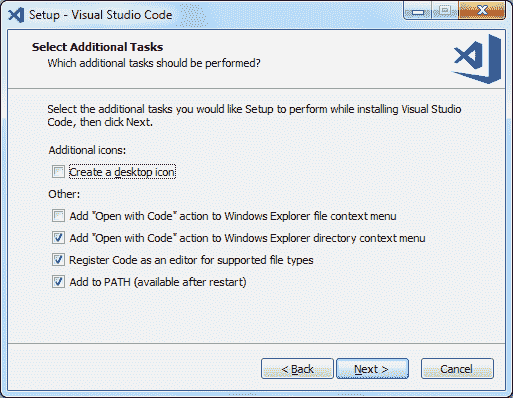 Setup - Visual Studio Code
Select Additional Tasks
Which additional tasks should be performed?
Select the additional tasks you would like Setup to perform while installing Visual Studio
Code, then click Next.
Additional icons:
Create a desktop icon
Other:
Add "Open with Code" action to Windows Explorer file context menu
Add "Open with Code" action to Windows Explorer directory context menu
Register Code as an editor for supported file types
Add to PATH (available after restart)
< Back
Next >
Cancel